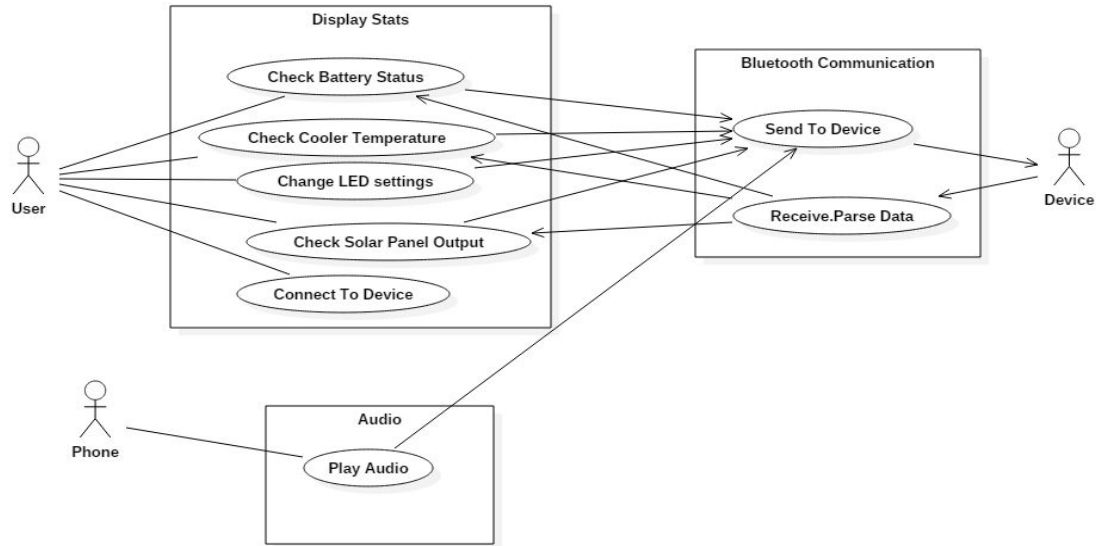 Display Stats
Check Battery Status
Check Cooler Temperature
Change LED settings
Check Solar Panel Output
Connect To Device
User
Bluetooth Communication
Send To Device
Receive.Parse Data
Device
Phone
Audio
Play Audio